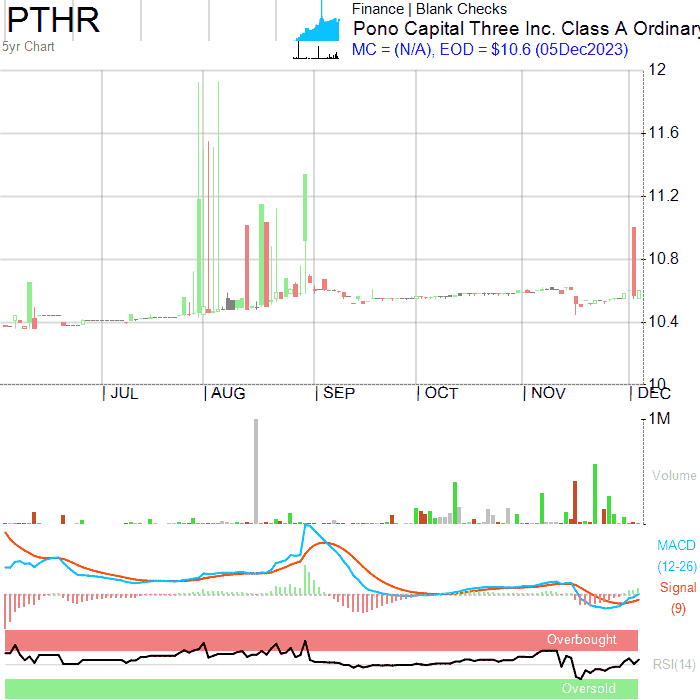 PTHR
5yr Chart
Finance | Blank Checks
Pono Capital Three Inc. Class A Ordinary
MC = (N/A), EOD = $10.6 (05Dec2023)
12
11.6
11.2
10.8
10.4
10
JUL
AUG
SEP
OCT
NOV
DEC
1M
Volume
MACD
(12-26)
Signal
(9)
Overbought
RSI(14)
Oversold